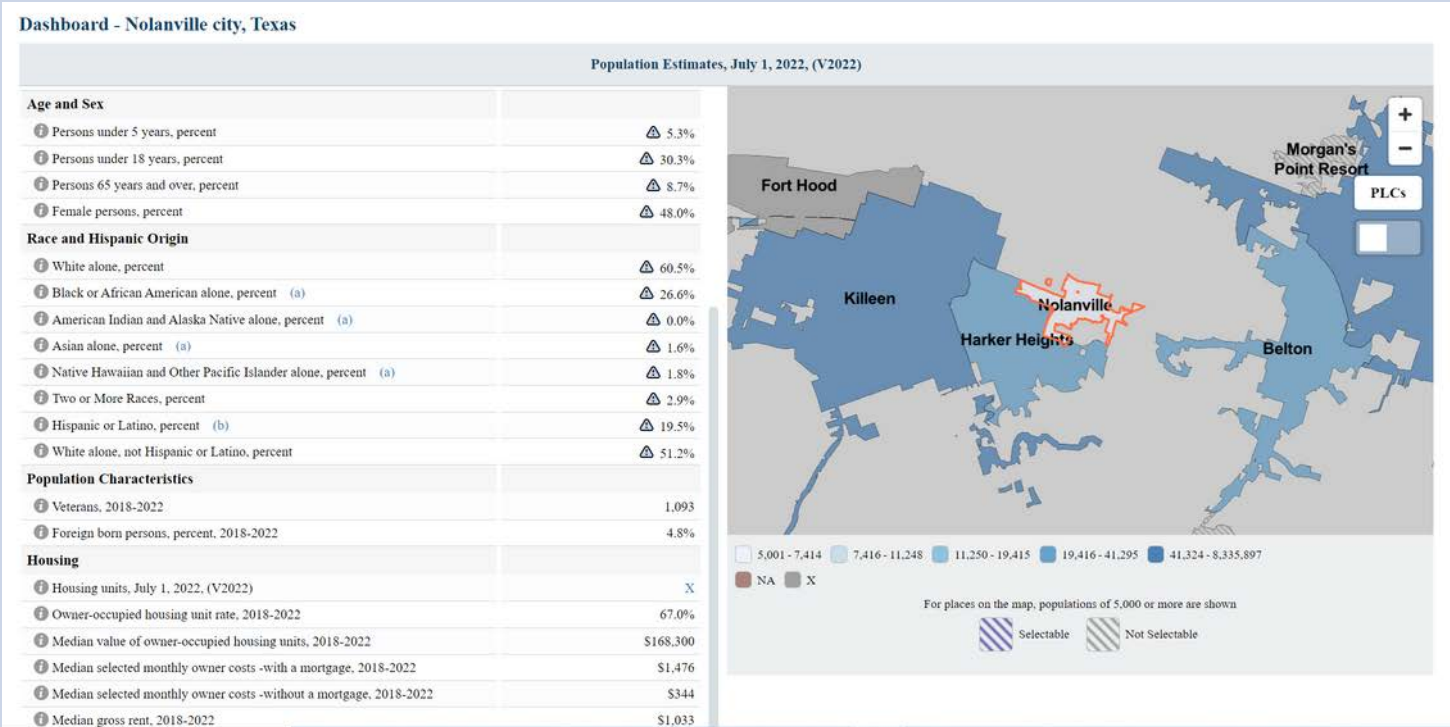 Dashboard - Nolanville city, Texas
Population Estimates, July 1, 2022, (V2022)
Age and Sex
Persons under 5 years, percent 5.3%
Persons under 18 years, percent 30.3%
Persons 65 years and over, percent 8.7%
Female persons, percent 48.0%
Race and Hispanic Origin
White alone, percent 60.5%
Black or African American alone, percent (a) 26.6%
American Indian and Alaska Native alone, percent (a) 0.0%
Asian alone, percent (a) 1.6%
Native Hawaiian and Other Pacific Islander alone, percent (a) 1.8%
Two or More Races, percent 2.9%
Hispanic or Latino, percent (b) 19.5%
White alone, not Hispanic or Latino, percent 51.2%
Population Characteristics
Veterans, 2018-2022 1,093
Foreign born persons, percent, 2018-2022 4.8%
Housing
Housing units, July 1, 2022, (V2022) X
Owner-occupied housing unit rate, 2018-2022 67.0%
Median value of owner-occupied housing units, 2018-2022 $168,300
Median selected monthly owner costs -with a mortgage, 2018-2022 $1,476
Median selected monthly owner costs -without a mortgage, 2018-2022 $344
Median gross rent, 2018-2022 $1,033
+
−
PLCs
Morgan's
Point Resort
Fort Hood
Killeen
Nolanville
Harker Heights
Belton
5,001 - 7,414 7,416 - 11,248 11,250 - 19,415 19,416 - 41,295 41,324 - 8,335,897
NA X
For places on the map, populations of 5,000 or more are shown
Selectable Not Selectable